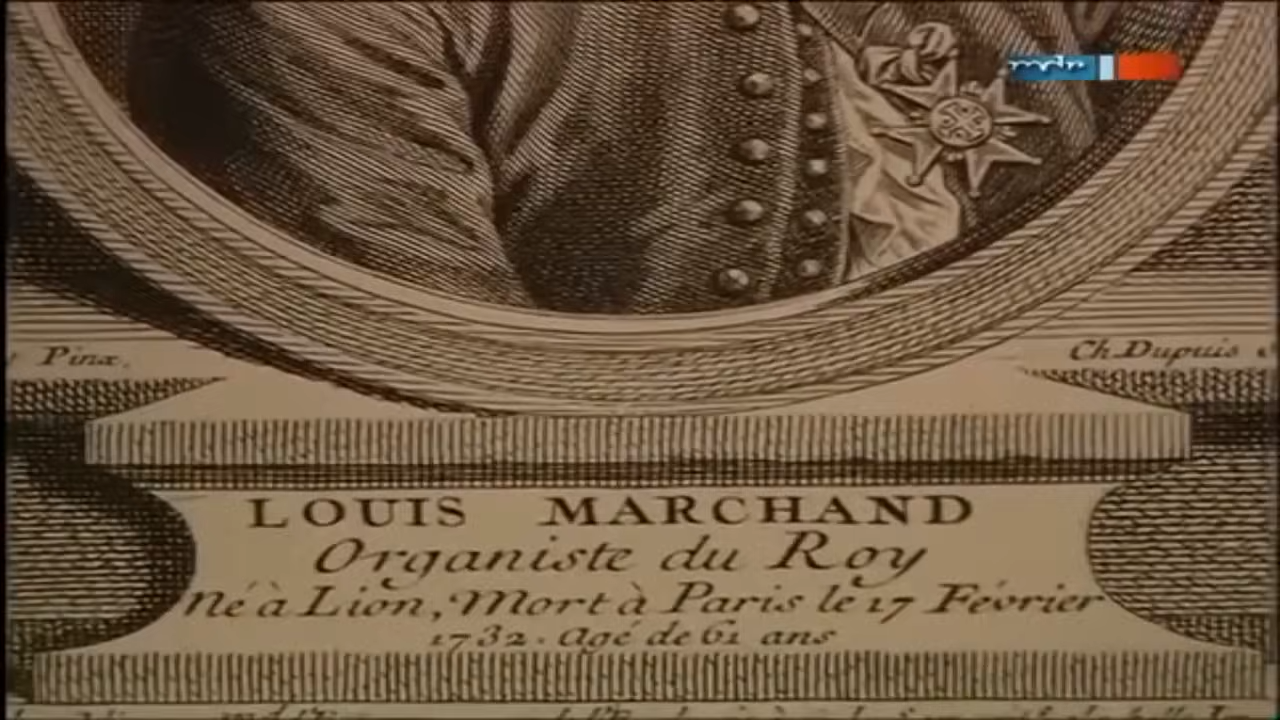 mdr
Pinx.
Ch. Dupuis
LOUIS MARCHAND
Organiste du Roy
Né à Lion, Mort à Paris le 17 Février
1732. Agé de 61 ans